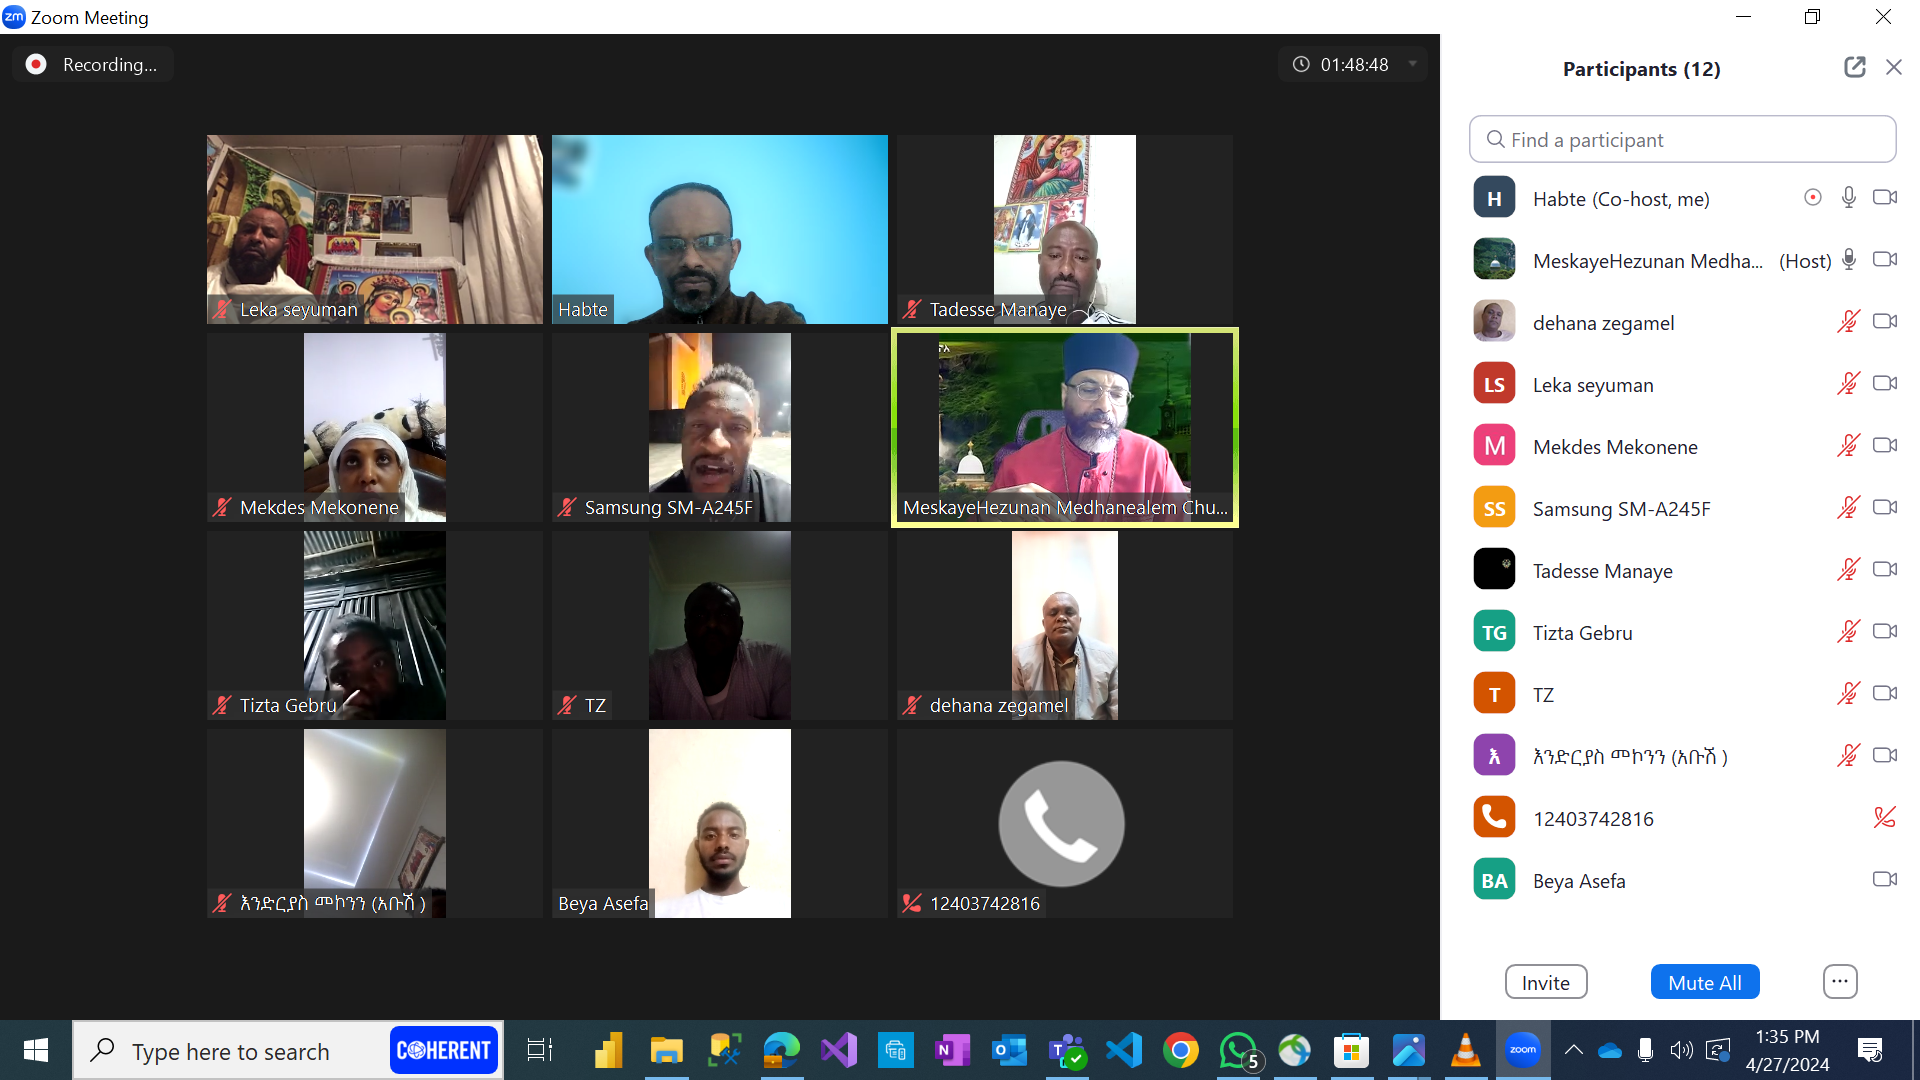 zm Zoom Meeting
Recording...
01:48:48
Leka seyuman
Habte
Tadesse Manaye
Mekdes Mekonene
Samsung SM-A245F
MeskayeHezunan Medhanealem Chu...
Tizta Gebru
TZ
dehana zegamel
እንድርያስ መኮንን (አቡሽ )
Beya Asefa
12403742816
Participants (12)
Find a participant
H Habte (Co-host, me)
MeskayeHezunan Medha... (Host)
dehana zegamel
LS Leka seyuman
M Mekdes Mekonene
SS Samsung SM-A245F
Tadesse Manaye
TG Tizta Gebru
T TZ
እ እንድርያስ መኮንን (አቡሽ )
12403742816
BA Beya Asefa
Invite
Mute All
Type here to search
COHERENT
5
zoom
1:35 PM
4/27/2024